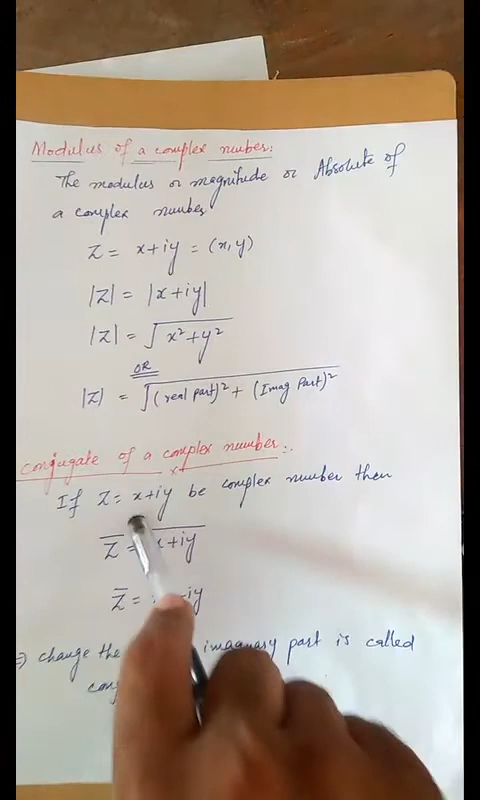 Modulus of a complex number:
The modulus or magnitude or Absolute of
a complex number
Z = x+iy = (x,y)
|Z| = |x+iy|
|Z| = √x²+y²
OR
|Z| = √(real part)² + (Imag Part)²
Conjugate of a complex number:
If Z = x+iy be complex number then
Z̅ = x+iy
Z̅ = -iy
⇒ change the imaginary part is called